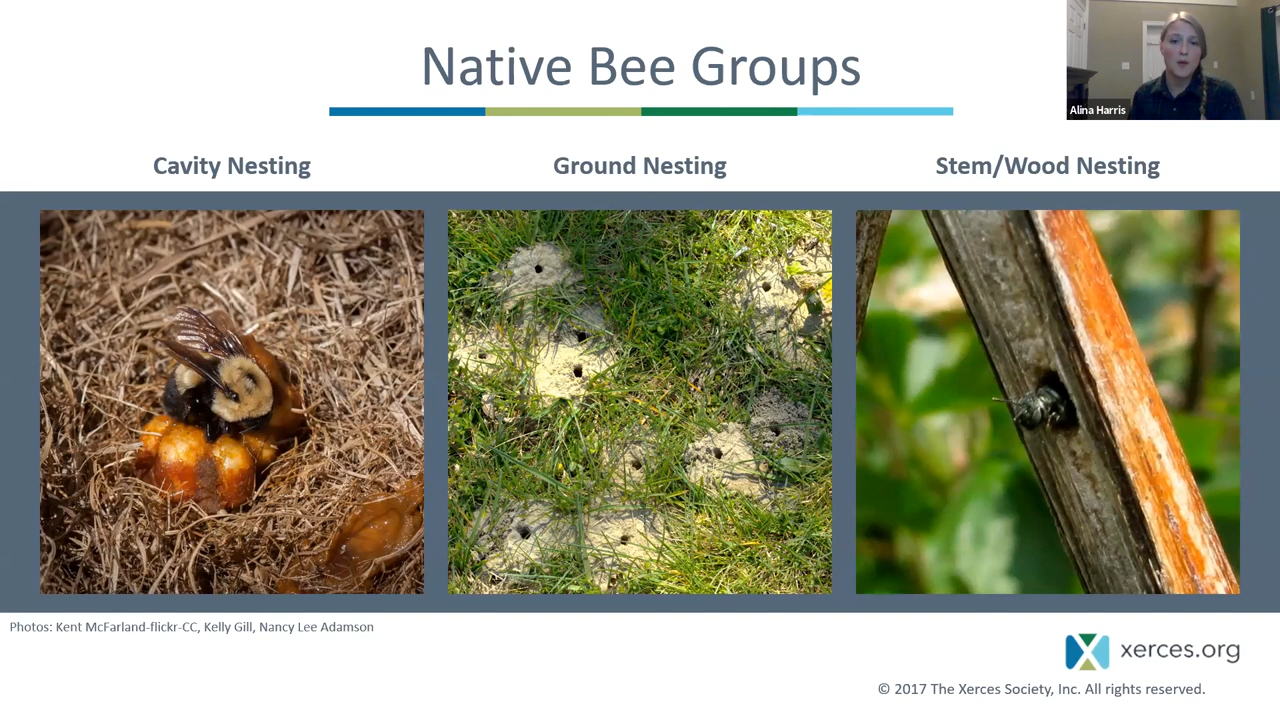 Native Bee Groups
Alina Harris
Cavity Nesting
Ground Nesting
Stem/Wood Nesting
Photos: Kent McFarland-flickr-CC, Kelly Gill, Nancy Lee Adamson
xerces.org
© 2017 The Xerces Society, Inc. All rights reserved.